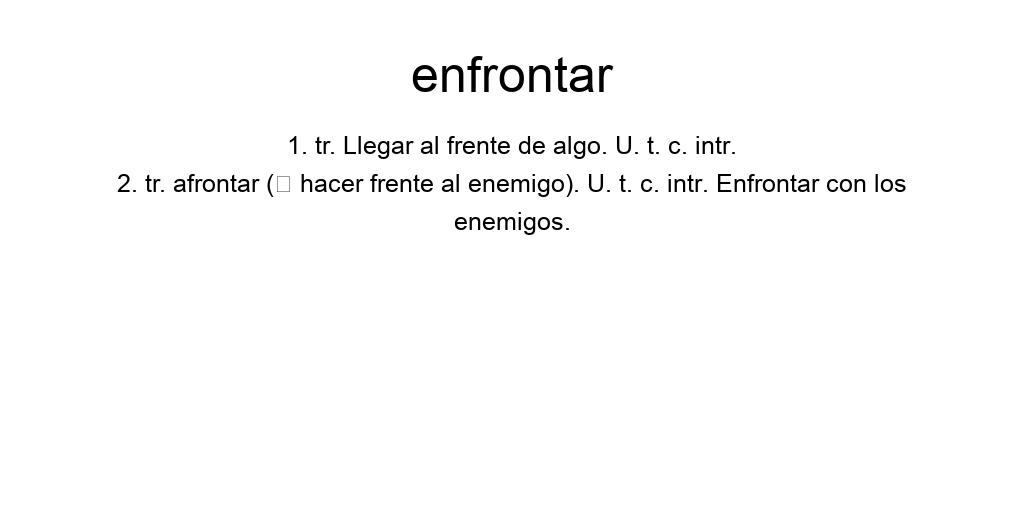 enfrontar
1. tr. Llegar al frente de algo. U. t. c. intr.
2. tr. afrontar (□ hacer frente al enemigo). U. t. c. intr. Enfrontar con los
enemigos.